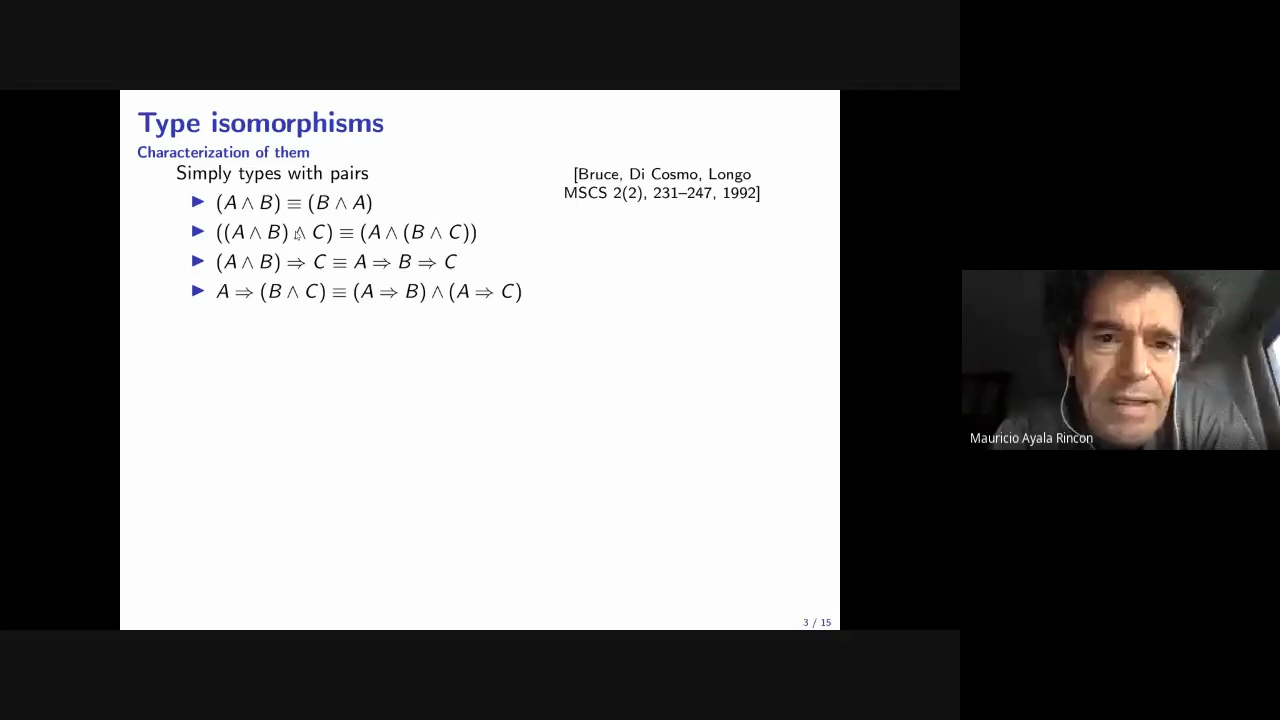 Type isomorphisms
Characterization of them
Simply types with pairs
[Bruce, Di Cosmo, Longo
MSCS 2(2), 231–247, 1992]
▶ (A ∧ B) ≡ (B ∧ A)
▶ ((A ∧ B) ∧ C) ≡ (A ∧ (B ∧ C))
▶ (A ∧ B) ⇒ C ≡ A ⇒ B ⇒ C
▶ A ⇒ (B ∧ C) ≡ (A ⇒ B) ∧ (A ⇒ C)
3 / 15
Mauricio Ayala Rincon